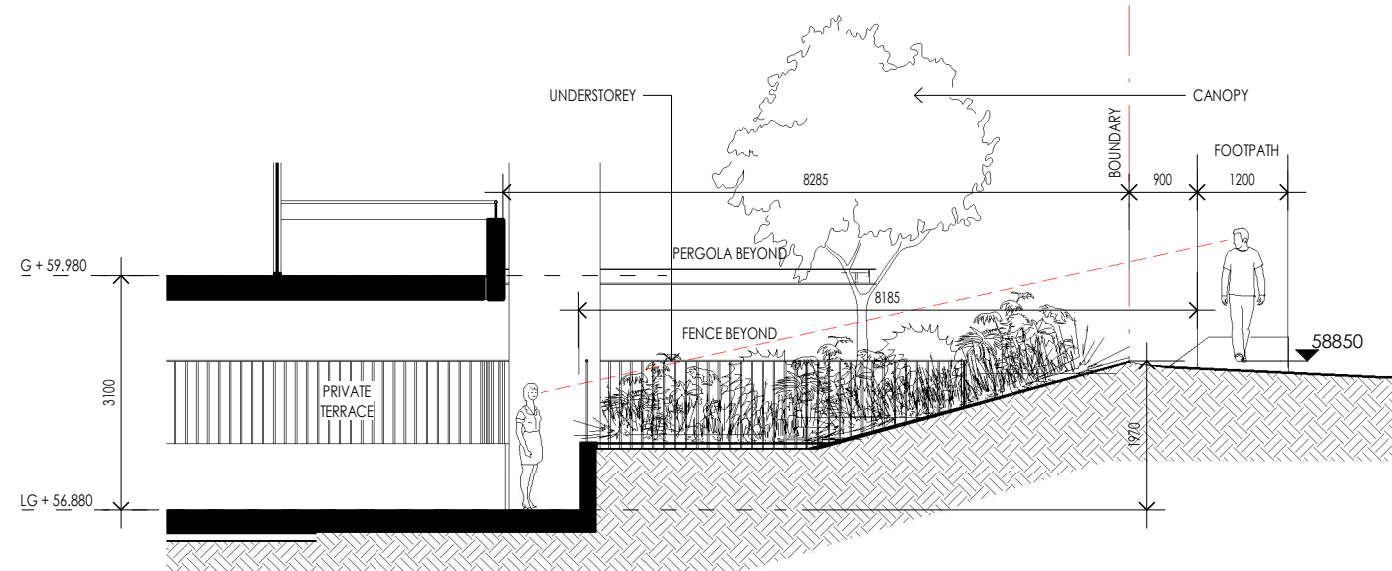 UNDERSTOREY
CANOPY
BOUNDARY
FOOTPATH
8285
900
1200
PERGOLA BEYOND
G + 59.980
8185
FENCE BEYOND
58850
3100
PRIVATE
TERRACE
1970
LG + 56.880